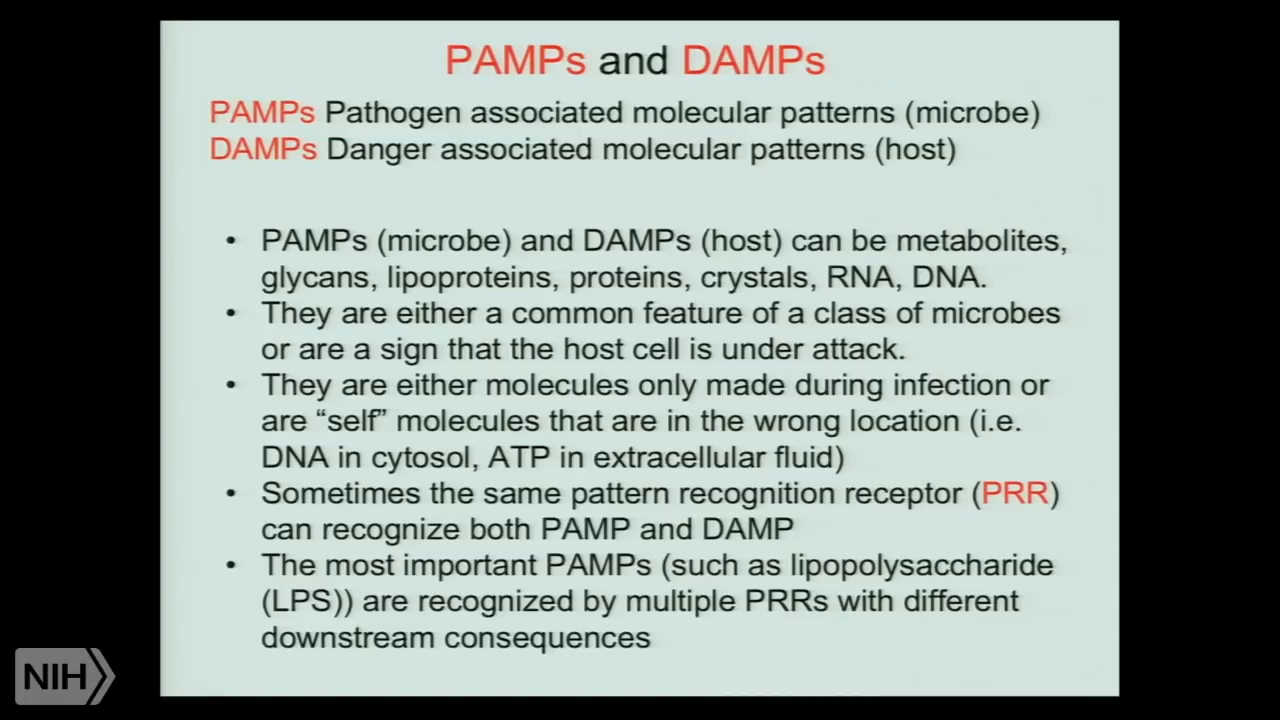 PAMPs and DAMPs
PAMPs Pathogen associated molecular patterns (microbe)
DAMPs Danger associated molecular patterns (host)
• PAMPs (microbe) and DAMPs (host) can be metabolites,
glycans, lipoproteins, proteins, crystals, RNA, DNA.
• They are either a common feature of a class of microbes
or are a sign that the host cell is under attack.
• They are either molecules only made during infection or
are “self” molecules that are in the wrong location (i.e.
DNA in cytosol, ATP in extracellular fluid)
• Sometimes the same pattern recognition receptor (PRR)
can recognize both PAMP and DAMP
• The most important PAMPs (such as lipopolysaccharide
(LPS)) are recognized by multiple PRRs with different
downstream consequences
NIH